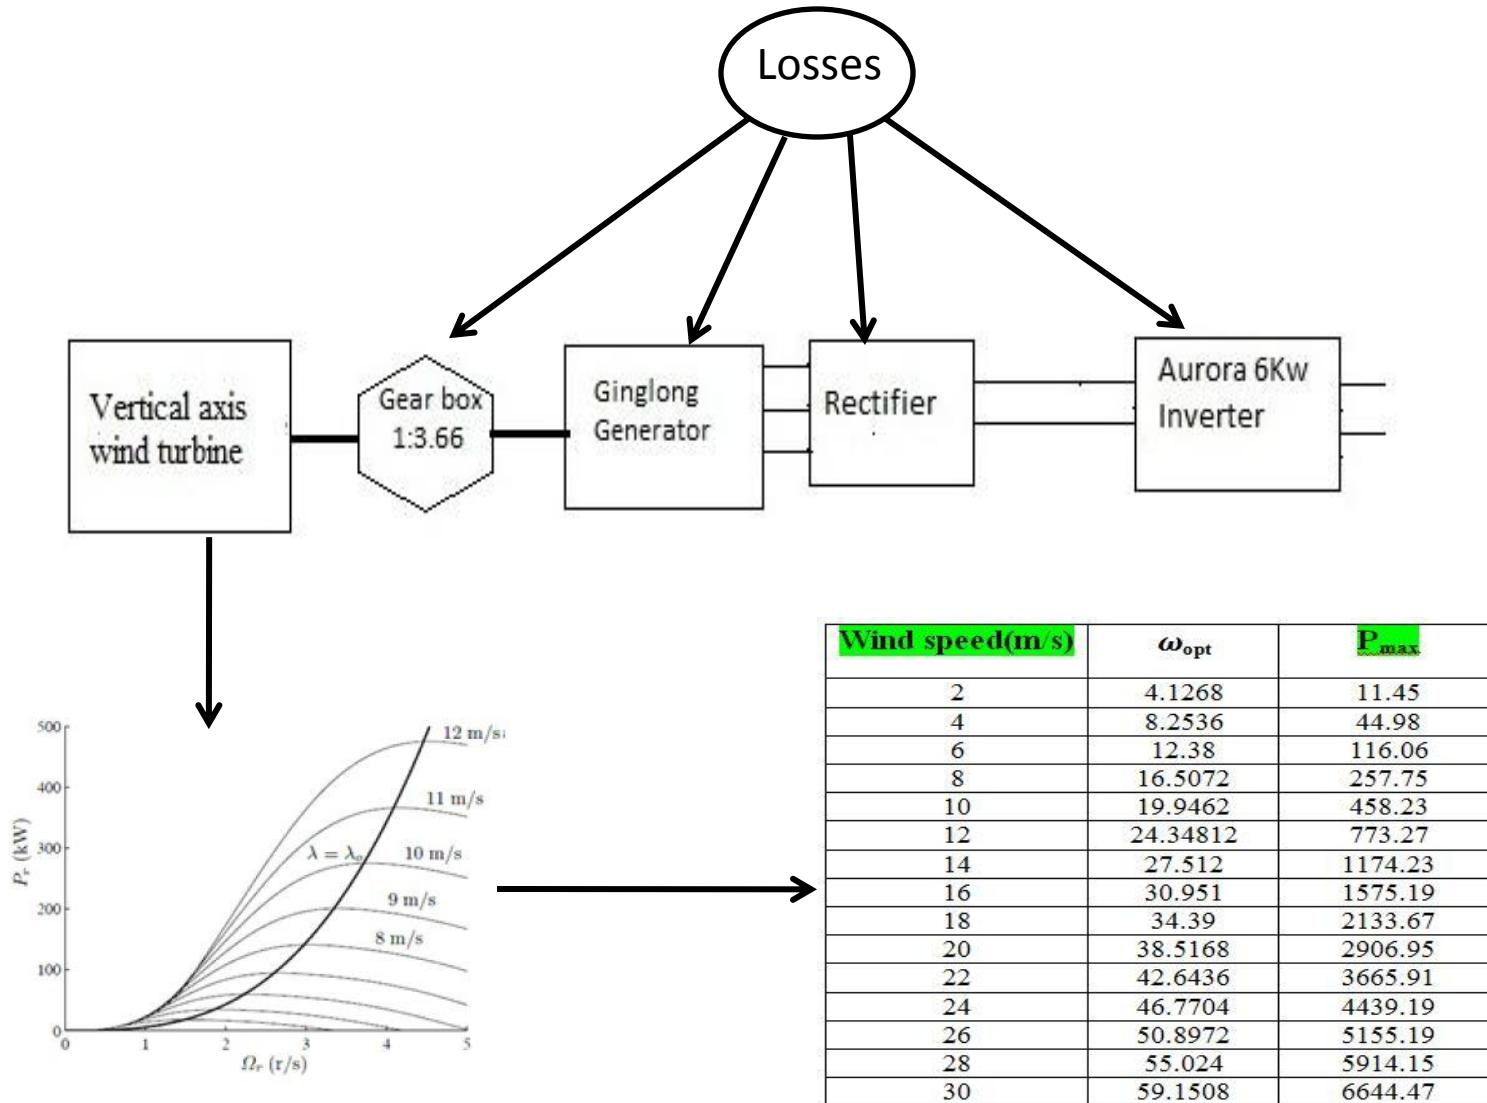 Losses
Vertical axis
wind turbine
Gear box
1:3.66
Ginglong
Generator
Rectifier
Aurora 6Kw
Inverter
500
400
300
200
100
0
0 1 2 3 4 5
P_r (kW)
Ω_r (r/s)
λ = λ_o
12 m/s
11 m/s
10 m/s
9 m/s
8 m/s
Wind speed(m/s) ω_opt P_max
2 4.1268 11.45
4 8.2536 44.98
6 12.38 116.06
8 16.5072 257.75
10 19.9462 458.23
12 24.34812 773.27
14 27.512 1174.23
16 30.951 1575.19
18 34.39 2133.67
20 38.5168 2906.95
22 42.6436 3665.91
24 46.7704 4439.19
26 50.8972 5155.19
28 55.024 5914.15
30 59.1508 6644.47